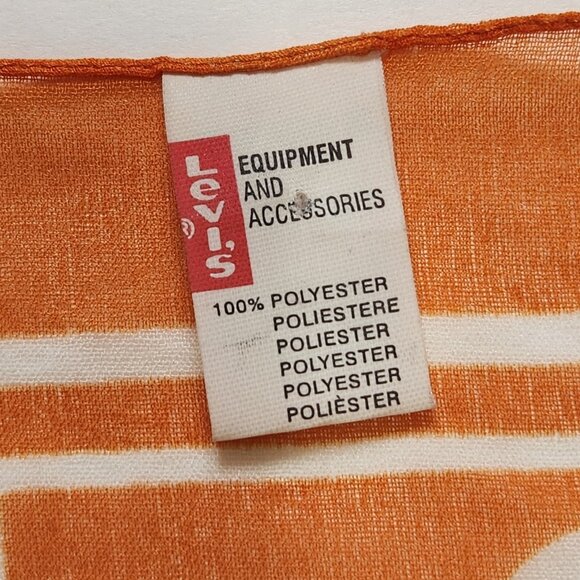 Levi's ®
EQUIPMENT
AND
ACCESSORIES
100% POLYESTER
POLIESTERE
POLIESTER
POLYESTER
POLYESTER
POLIÈSTER